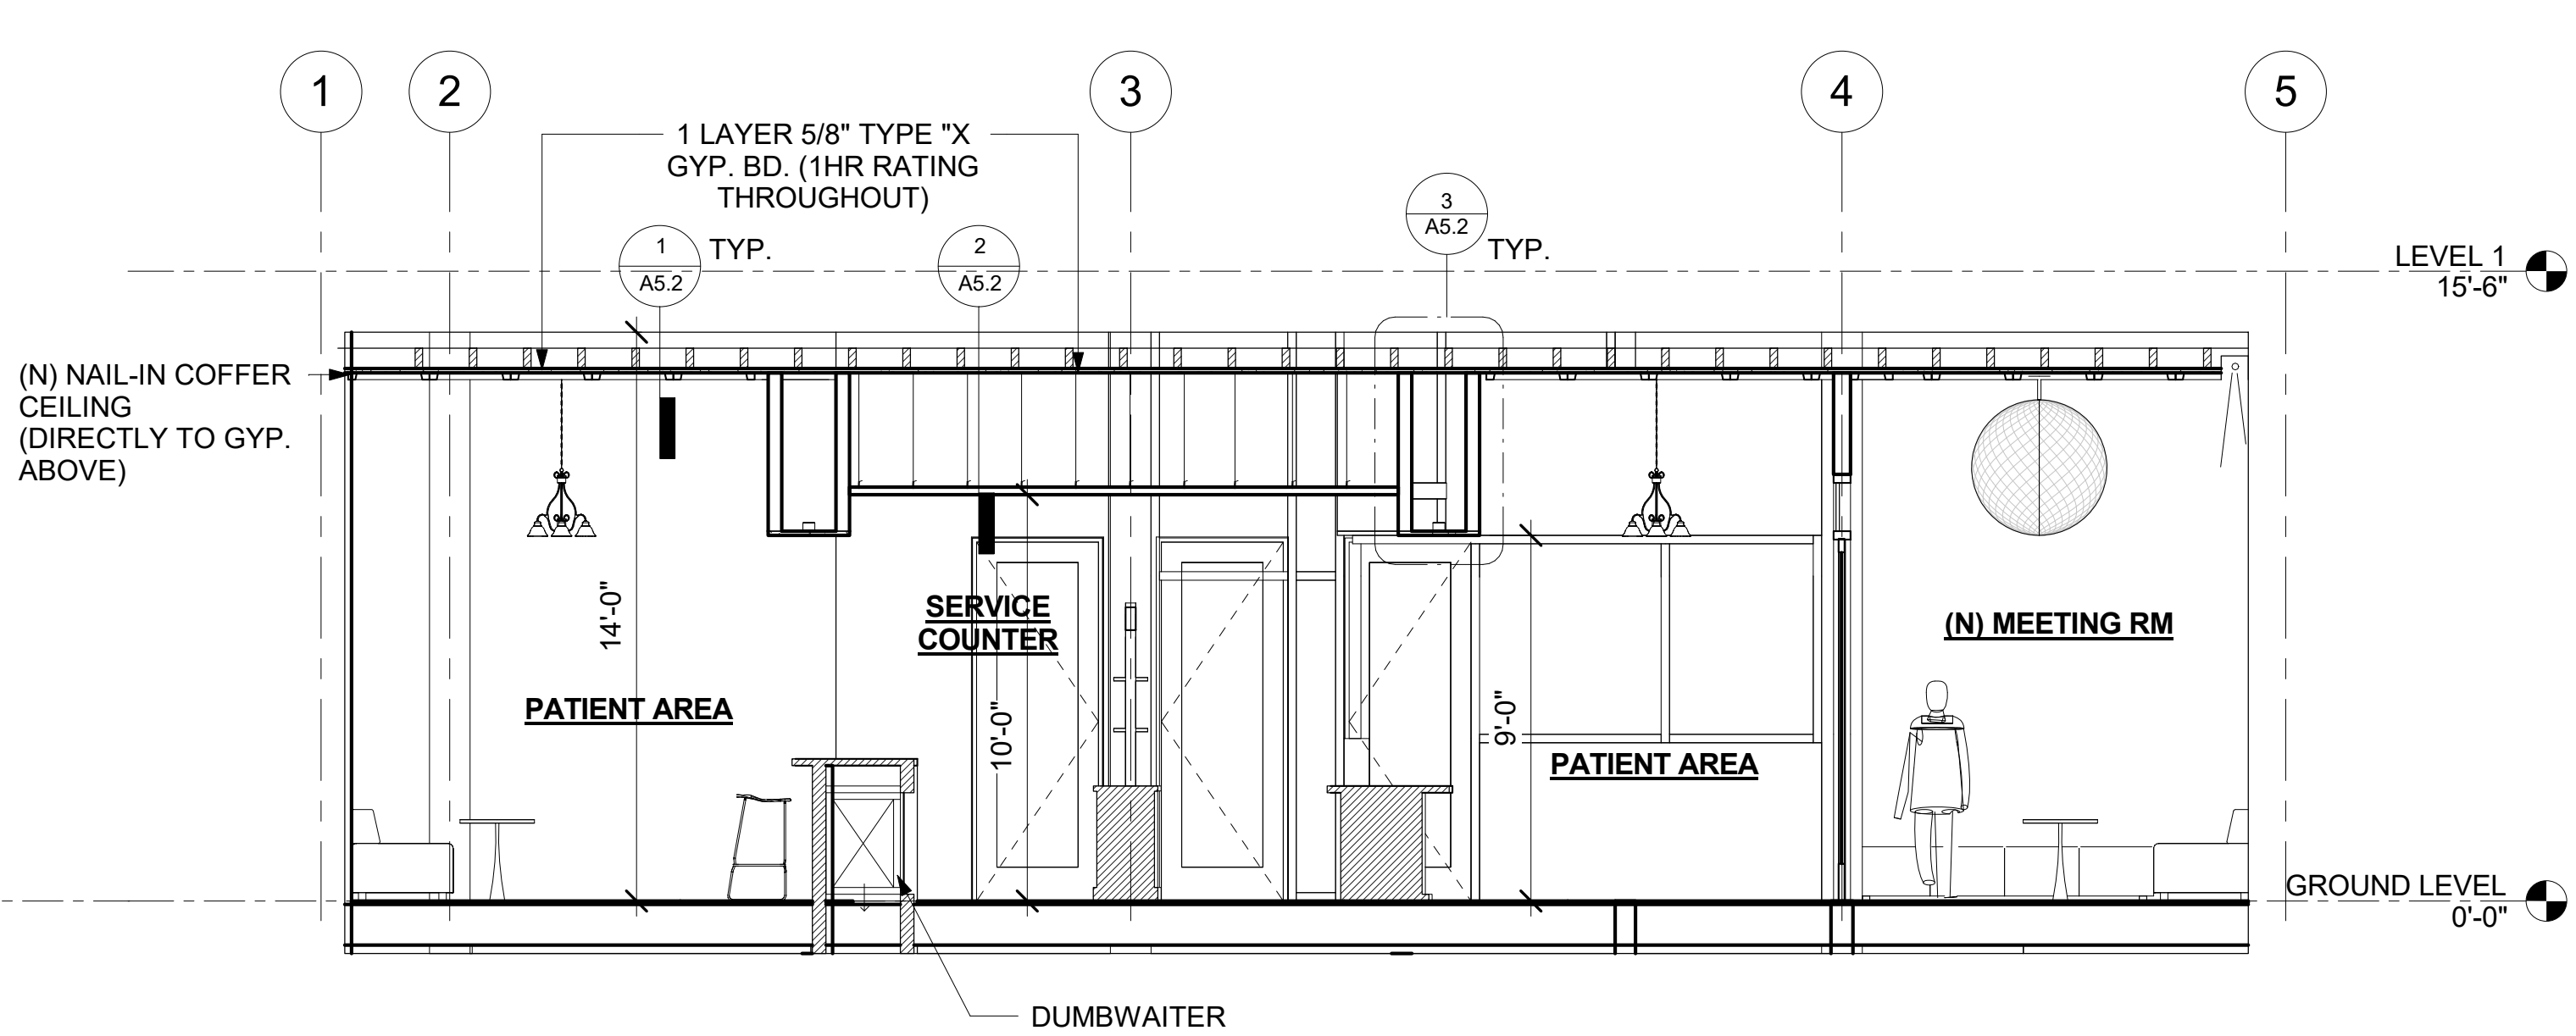 1
2
3
4
5
1 LAYER 5/8" TYPE "X
GYP. BD. (1HR RATING
THROUGHOUT)
1
A5.2
TYP.
2
A5.2
3
A5.2
TYP.
LEVEL 1
15'-6"
(N) NAIL-IN COFFER
CEILING
(DIRECTLY TO GYP.
ABOVE)
14'-0"
SERVICE
COUNTER
(N) MEETING RM
PATIENT AREA
10'-0"
9'-0"
PATIENT AREA
GROUND LEVEL
0'-0"
DUMBWAITER